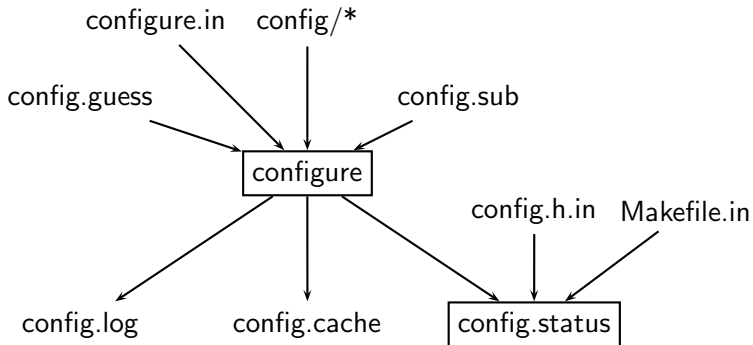 configure.in
config/*
config.guess
config.sub
configure
config.h.in
Makefile.in
config.log
config.cache
config.status